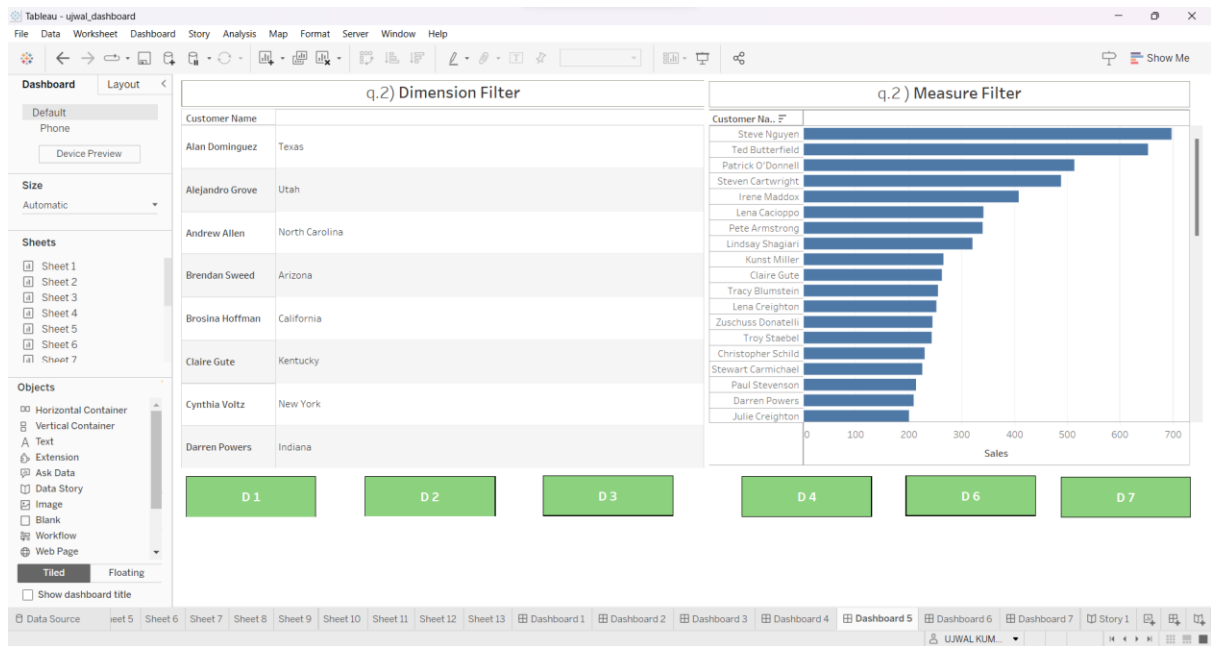 Tableau - ujwal_dashboard
File Data Worksheet Dashboard Story Analysis Map Format Server Window Help
Show Me
Dashboard Layout
Default
Phone
Device Preview
Size
Automatic
Sheets
Sheet 1
Sheet 2
Sheet 3
Sheet 4
Sheet 5
Sheet 6
Sheet 7
Objects
Horizontal Container
Vertical Container
Text
Extension
Ask Data
Data Story
Image
Blank
Workflow
Web Page
Tiled Floating
Show dashboard title
q.2) Dimension Filter
Customer Name
Alan Dominguez Texas
Alejandro Grove Utah
Andrew Allen North Carolina
Brendan Sweed Arizona
Brosina Hoffman California
Claire Gute Kentucky
Cynthia Voltz New York
Darren Powers Indiana
q.2 ) Measure Filter
Customer Na..
Steve Nguyen
Ted Butterfield
Patrick O'Donnell
Steven Cartwright
Irene Maddox
Lena Cacioppo
Pete Armstrong
Lindsay Shagiari
Kunst Miller
Claire Gute
Tracy Blumstein
Lena Creighton
Zuschuss Donatelli
Troy Staebel
Christopher Schild
Stewart Carmichael
Paul Stevenson
Darren Powers
Julie Creighton
0 100 200 300 400 500 600 700
Sales
D 1 D 2 D 3 D 4 D 6 D 7
Data Source eet 5 Sheet 6 Sheet 7 Sheet 8 Sheet 9 Sheet 10 Sheet 11 Sheet 12 Sheet 13 Dashboard 1 Dashboard 2 Dashboard 3 Dashboard 4 Dashboard 5 Dashboard 6 Dashboard 7 Story 1
UJWAL KUM...